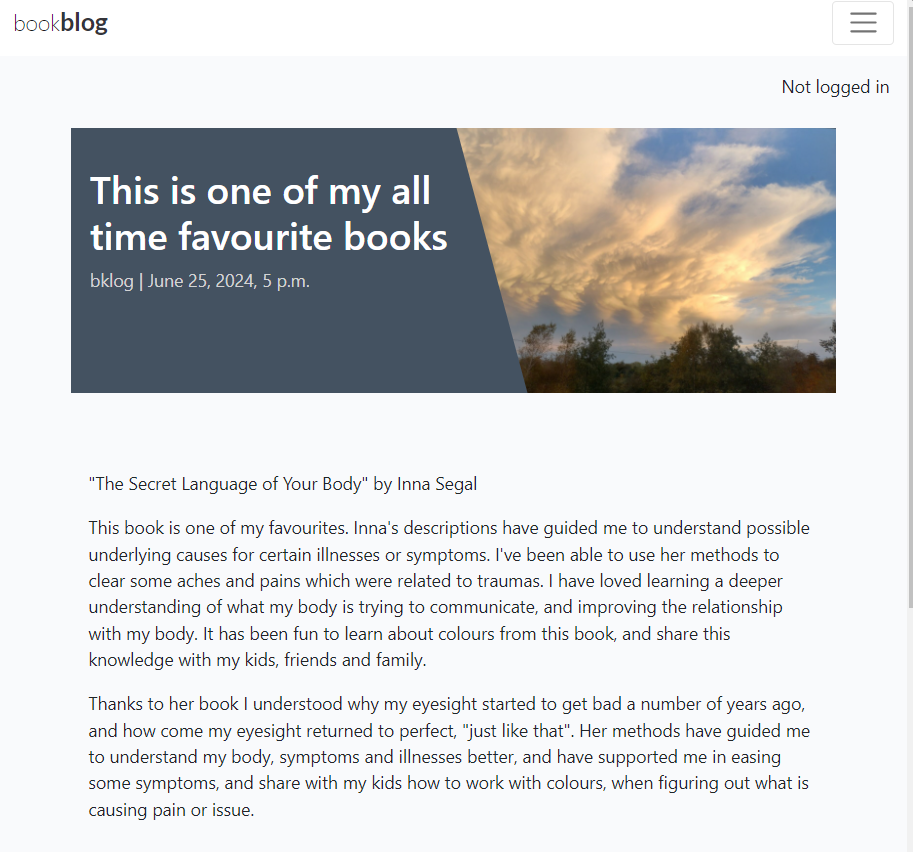 bookblog
Not logged in
This is one of my all
time favourite books
bklog | June 25, 2024, 5 p.m.
"The Secret Language of Your Body" by Inna Segal
This book is one of my favourites. Inna's descriptions have guided me to understand possible
underlying causes for certain illnesses or symptoms. I've been able to use her methods to
clear some aches and pains which were related to traumas. I have loved learning a deeper
understanding of what my body is trying to communicate, and improving the relationship
with my body. It has been fun to learn about colours from this book, and share this
knowledge with my kids, friends and family.
Thanks to her book I understood why my eyesight started to get bad a number of years ago,
and how come my eyesight returned to perfect, "just like that". Her methods have guided me
to understand my body, symptoms and illnesses better, and have supported me in easing
some symptoms, and share with my kids how to work with colours, when figuring out what is
causing pain or issue.